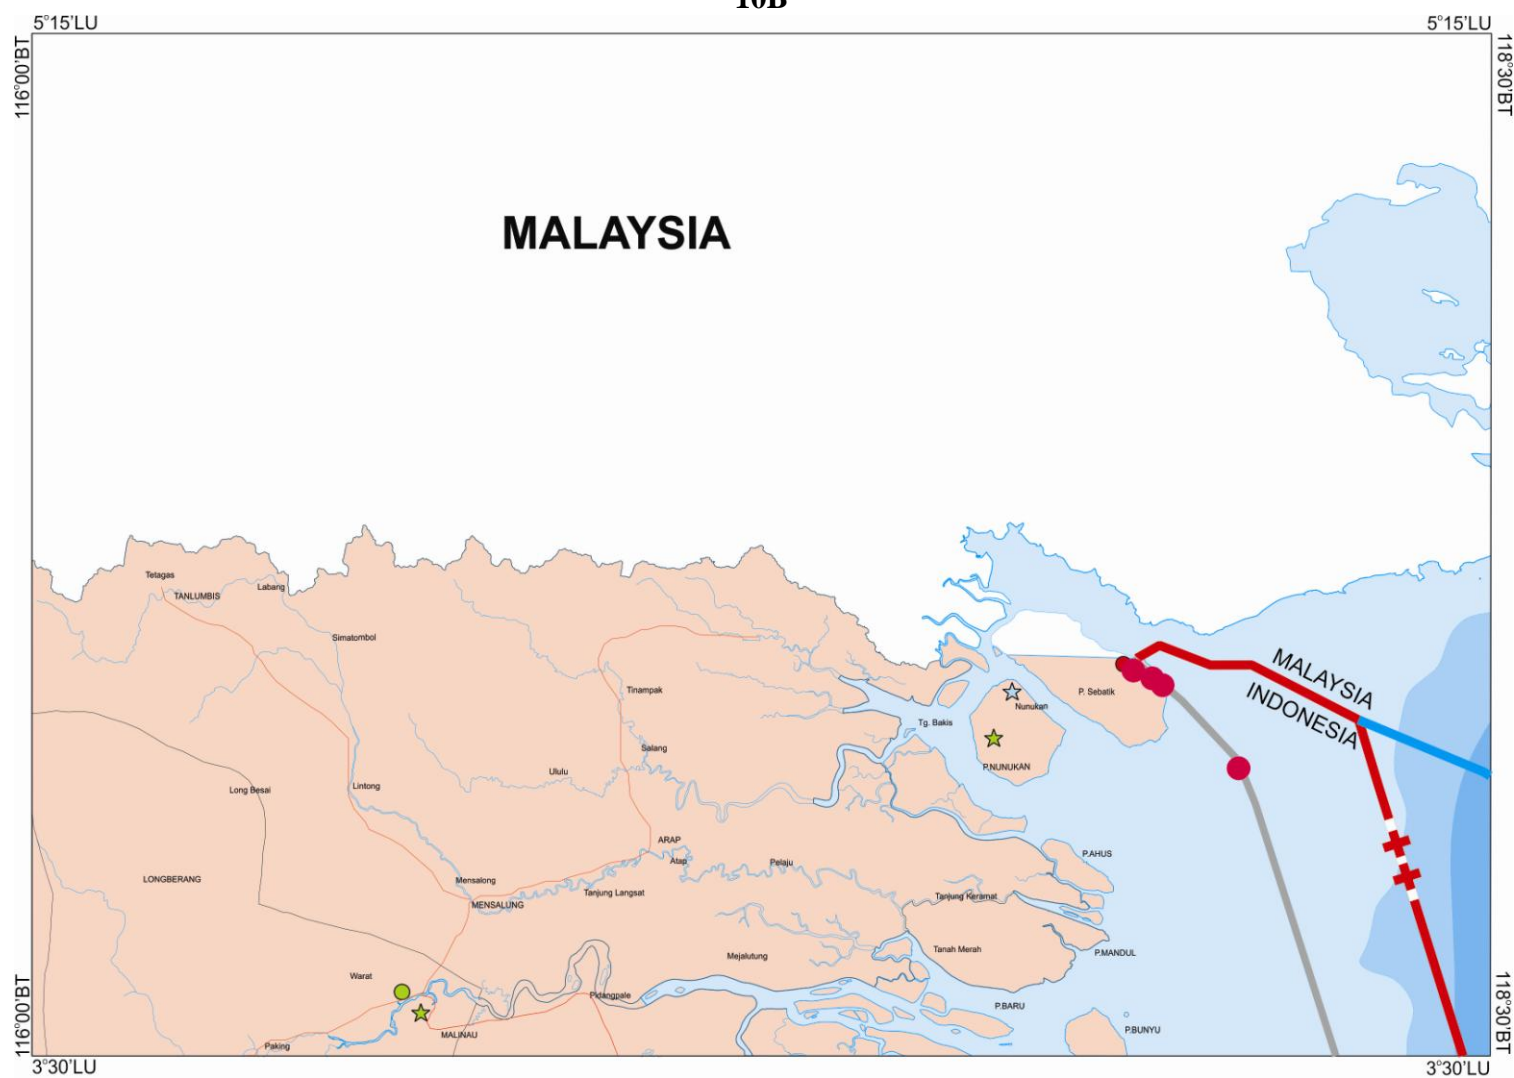 10B
5°15'LU
5°15'LU
116°00'BT
118°30'BT
MALAYSIA
Tetagas
Labang
TANLUMBIS
Simatombol
MALAYSIA
INDONESIA
Tinampak
P. Sebatik
Nunukan
Tg. Bakis
Salang
P.NUNUKAN
Ululu
Lintong
Long Besai
ARAP
P.AHUS
Atap
Pelaju
LONGBERANG
Mensalong
Tanjung Langsat
Tanjung Keramat
MENSALUNG
Tanah Merah
P.MANDUL
Mejalutung
Warat
Pidangpale
P.BARU
P.BUNYU
MALINAU
Paking
116°00'BT
118°30'BT
3°30'LU
3°30'LU